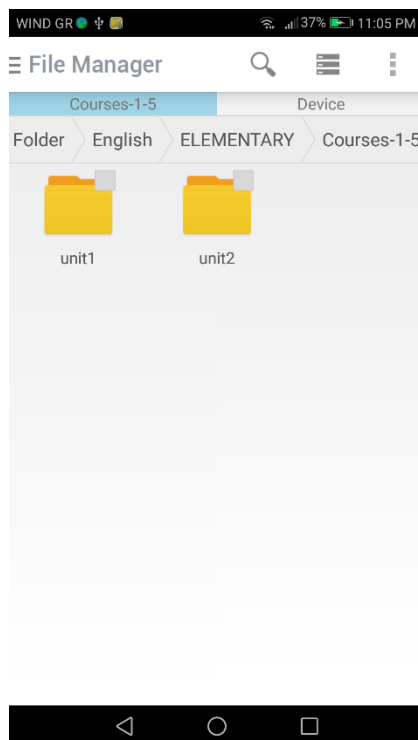 WIND GR 37% 11:05 PM
File Manager
Courses-1-5 Device
Folder English ELEMENTARY Courses-1-5
unit1 unit2